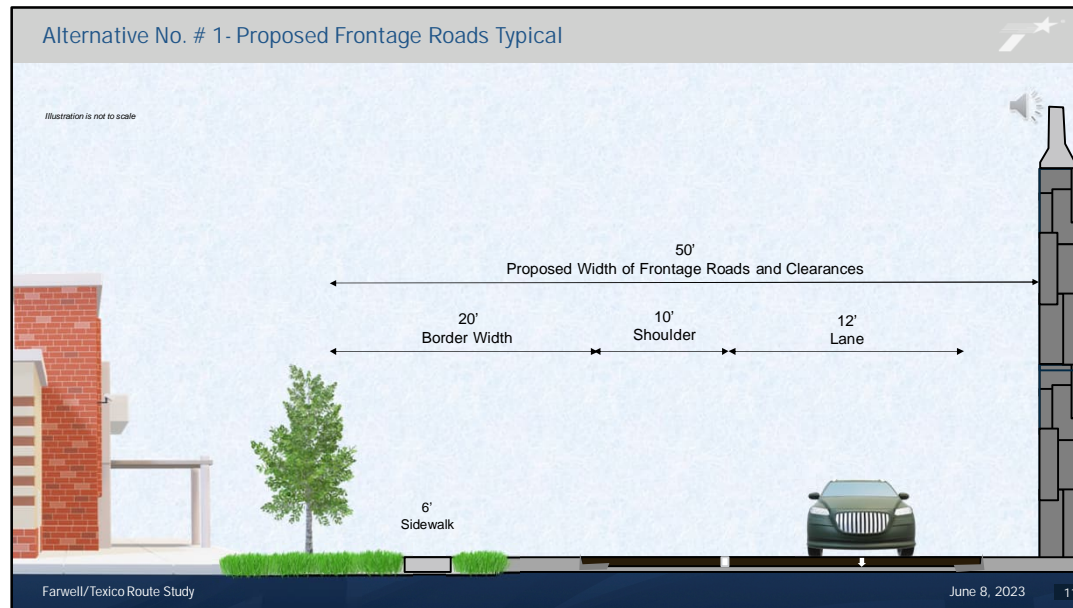 Alternative No. # 1- Proposed Frontage Roads Typical
Illustration is not to scale
50’
Proposed Width of Frontage Roads and Clearances
20’
Border Width
10’
Shoulder
12’
Lane
6’
Sidewalk
Farwell/Texico Route Study
June 8, 2023
11